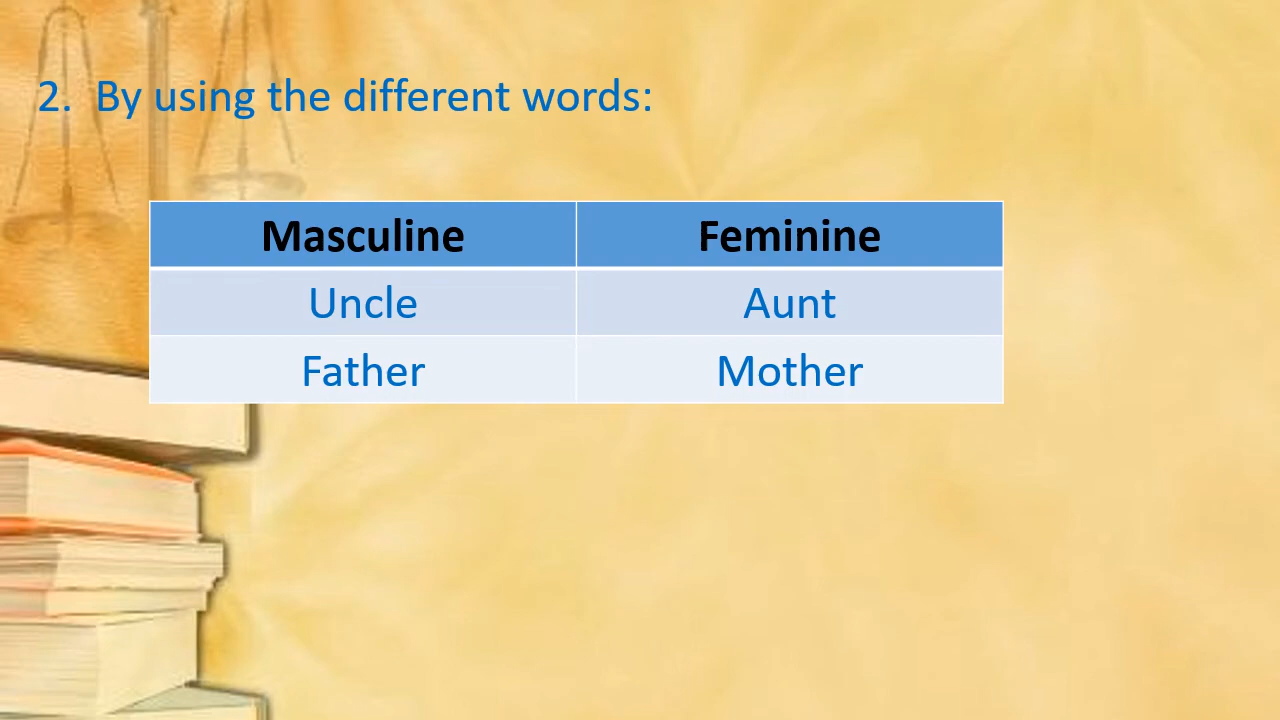 2. By using the different words:
Masculine Feminine
Uncle Aunt
Father Mother